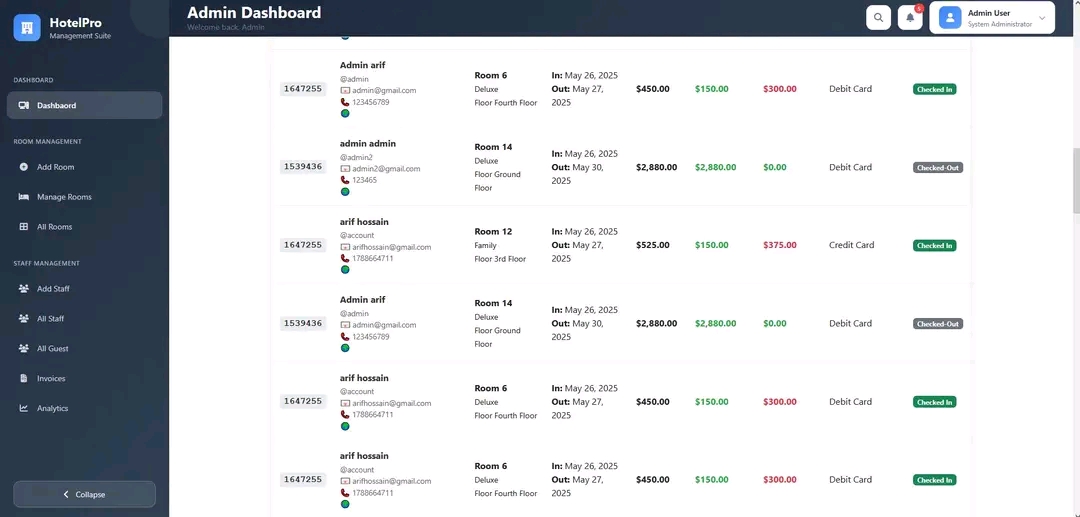 HotelPro
Management Suite
DASHBOARD
Dashbaord
ROOM MANAGEMENT
Add Room
Manage Rooms
All Rooms
STAFF MANAGEMENT
Add Staff
All Staff
All Guest
Invoices
Analytics
Collapse
Admin Dashboard
Welcome back, Admin
Admin User
System Administrator
1647255
Admin arif
@admin
admin@gmail.com
123456789
Room 6
Deluxe
Floor Fourth Floor
In: May 26, 2025
Out: May 27,
2025
$450.00
$150.00
$300.00
Debit Card
Checked In
1539436
admin admin
@admin2
admin2@gmail.com
123465
Room 14
Deluxe
Floor Ground
Floor
In: May 26, 2025
Out: May 30,
2025
$2,880.00
$2,880.00
$0.00
Debit Card
Checked-Out
1647255
arif hossain
@account
arifhossain@gmail.com
1788664711
Room 12
Family
Floor 3rd Floor
In: May 26, 2025
Out: May 27,
2025
$525.00
$150.00
$375.00
Credit Card
Checked In
1539436
Admin arif
@admin
admin@gmail.com
123456789
Room 14
Deluxe
Floor Ground
Floor
In: May 26, 2025
Out: May 30,
2025
$2,880.00
$2,880.00
$0.00
Debit Card
Checked-Out
1647255
arif hossain
@account
arifhossain@gmail.com
1788664711
Room 6
Deluxe
Floor Fourth Floor
In: May 26, 2025
Out: May 27,
2025
$450.00
$150.00
$300.00
Debit Card
Checked In
1647255
arif hossain
@account
arifhossain@gmail.com
1788664711
Room 6
Deluxe
Floor Fourth Floor
In: May 26, 2025
Out: May 27,
2025
$450.00
$150.00
$300.00
Debit Card
Checked In